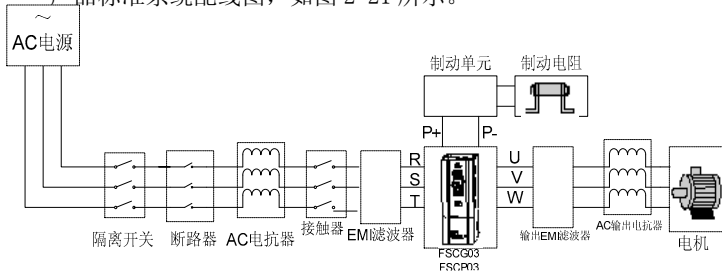 产品标准系统配线图，如图 2-21 所示。
～
AC电源
制动单元
制动电阻
P+
P-
R
S
T
U
V
W
隔离开关
断路器
AC电抗器
接触器
EMI滤波器
FSCG03
FSCP03
输出EMI滤波器
AC输出电抗器
电机